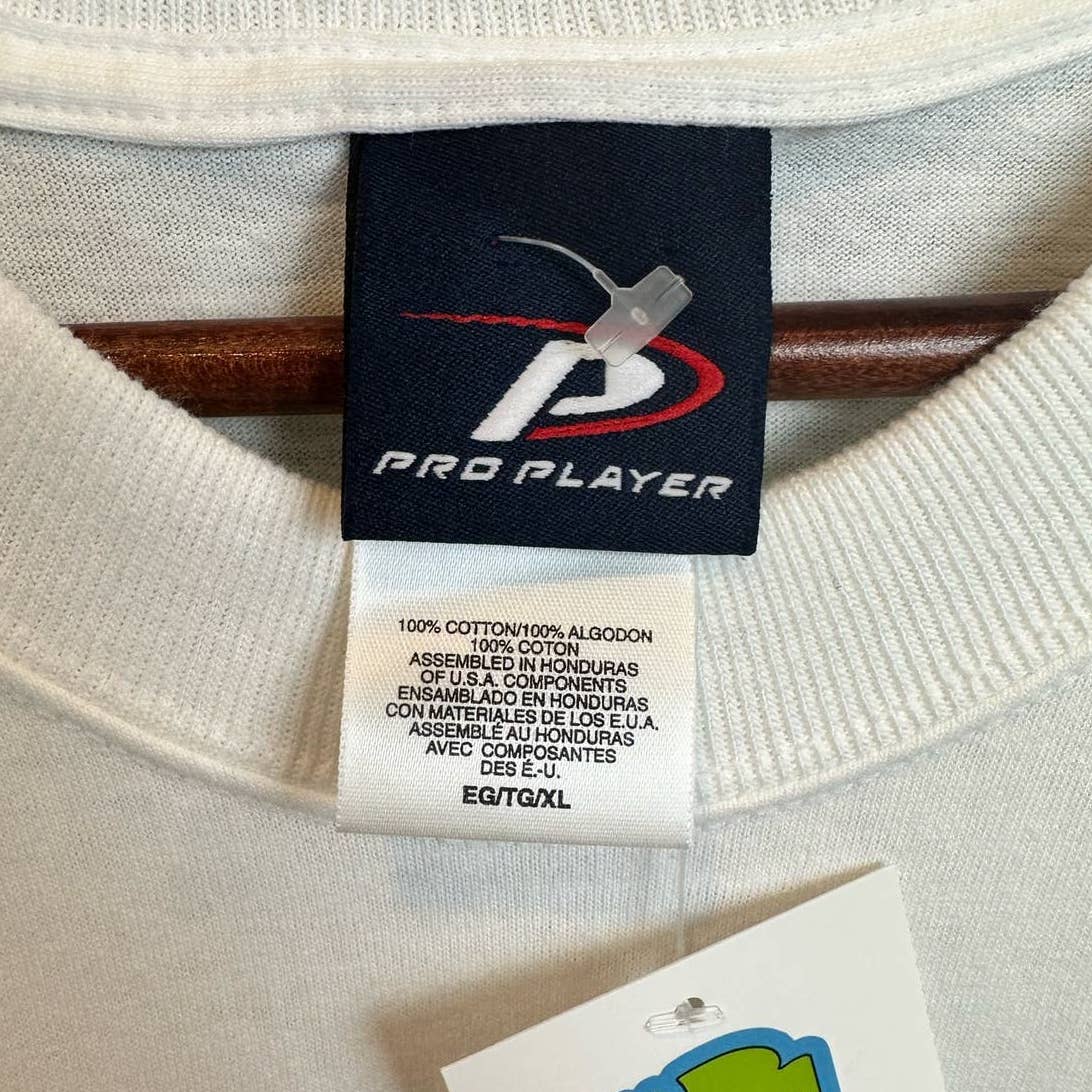 PRO PLAYER
100% COTTON/100% ALGODON
100% COTON
ASSEMBLED IN HONDURAS
OF U.S.A. COMPONENTS
ENSAMBLADO EN HONDURAS
CON MATERIALES DE LOS E.U.A.
ASSEMBLÉ AU HONDURAS
AVEC COMPOSANTES
DES É.-U.
EG/TG/XL